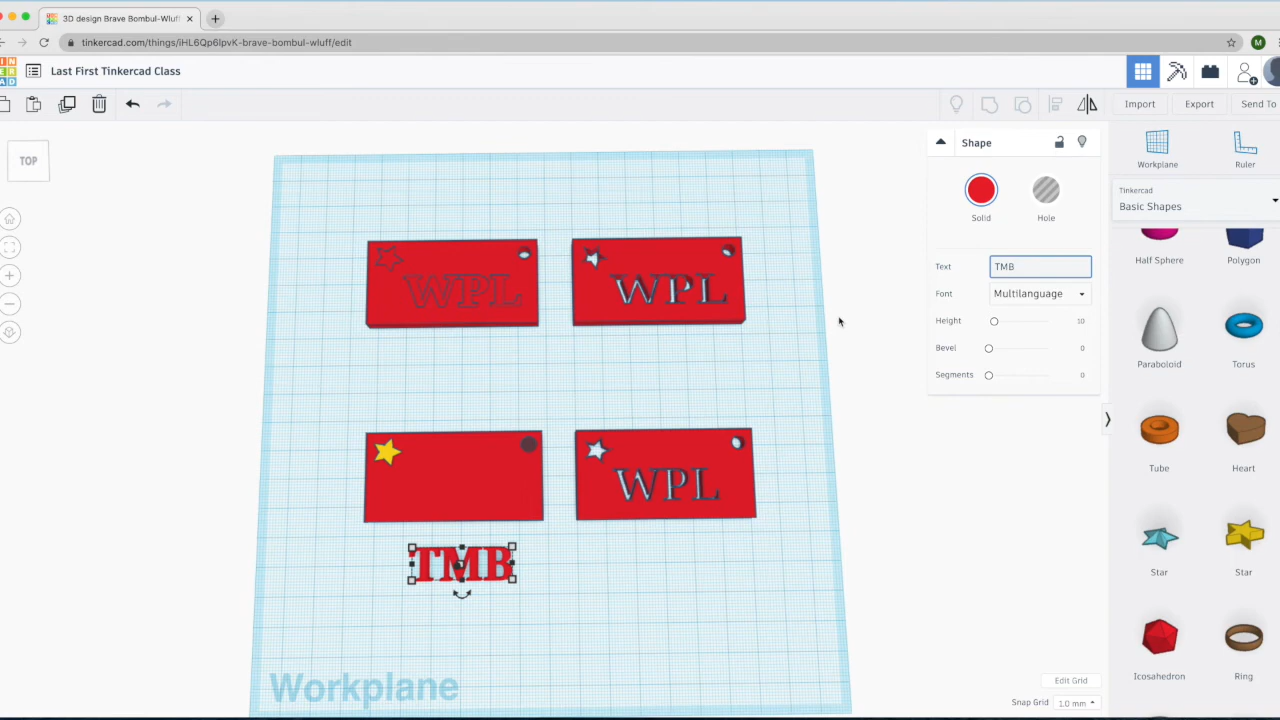 3D design Brave Bombul-Wluff
tinkercad.com/things/iHL6Qp6IpvK-brave-bombul-wluff/edit
M
Last First Tinkercad Class
Import
Export
Send To
TOP
Shape
Solid
Hole
Text
TMB
Font
Multilanguage
Height
10
Bevel
0
Segments
0
Workplane
Ruler
Tinkercad
Basic Shapes
Half Sphere
Polygon
Paraboloid
Torus
Tube
Heart
Star
Star
Icosahedron
Ring
WPL
WPL
WPL
TMB
Workplane
Edit Grid
Snap Grid
1.0 mm